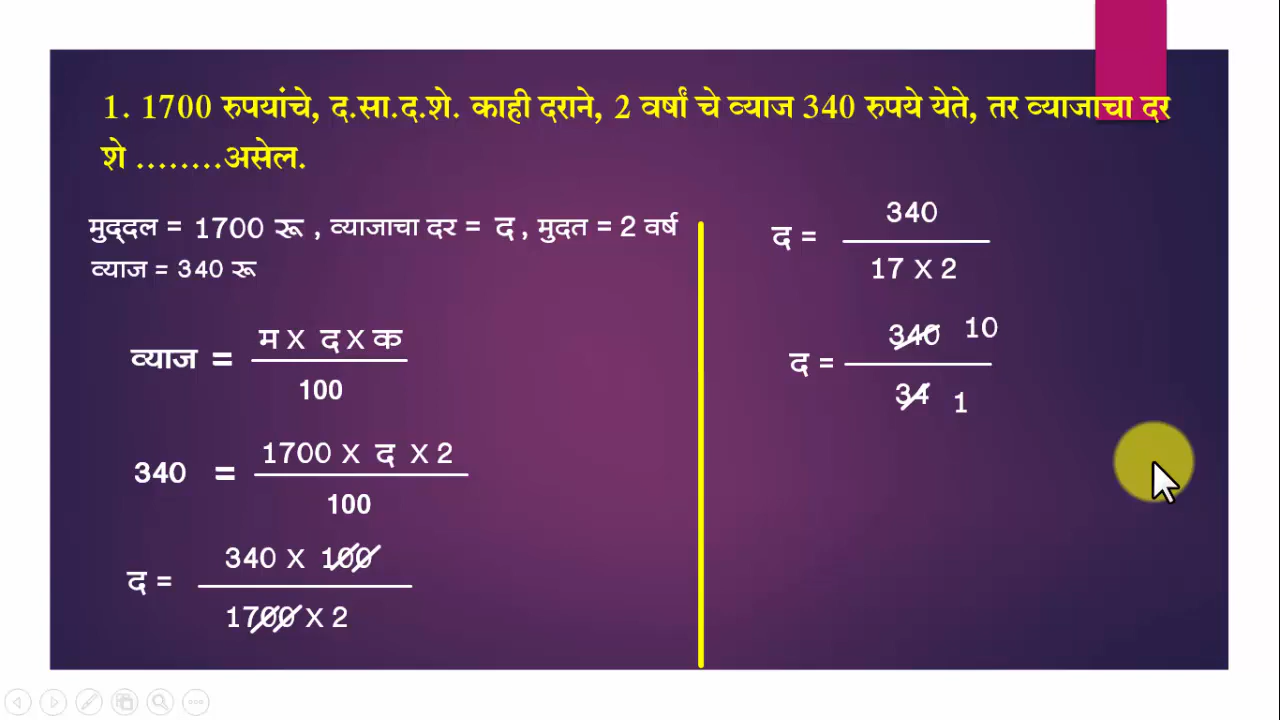 1. 1700 रुपयांचे, द.सा.द.शे. काही दराने, 2 वर्षां चे व्याज 340 रुपये येते, तर व्याजाचा दर
शे ........असेल.
मुद्दल = 1700 रू , व्याजाचा दर = द , मुदत = 2 वर्ष
व्याज = 340 रू
व्याज = म X द X क
100
340 = 1700 X द X 2
100
द = 340 X 100
1700 X 2
द = 340
17 X 2
द = 340 10
34 1